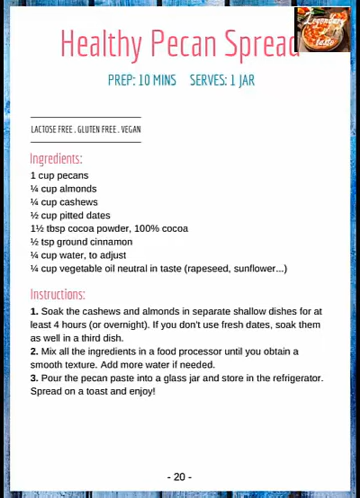 Healthy Pecan Spread
Legendary
taste
PREP: 10 MINS SERVES: 1 JAR
LACTOSE FREE . GLUTEN FREE . VEGAN
Ingredients:
1 cup pecans
¼ cup almonds
¼ cup cashews
½ cup pitted dates
1½ tbsp cocoa powder, 100% cocoa
½ tsp ground cinnamon
¼ cup water, to adjust
¼ cup vegetable oil neutral in taste (rapeseed, sunflower...)
Instructions:
1. Soak the cashews and almonds in separate shallow dishes for at
least 4 hours (or overnight). If you don't use fresh dates, soak them
as well in a third dish.
2. Mix all the ingredients in a food processor until you obtain a
smooth texture. Add more water if needed.
3. Pour the pecan paste into a glass jar and store in the refrigerator.
Spread on a toast and enjoy!
- 20 -